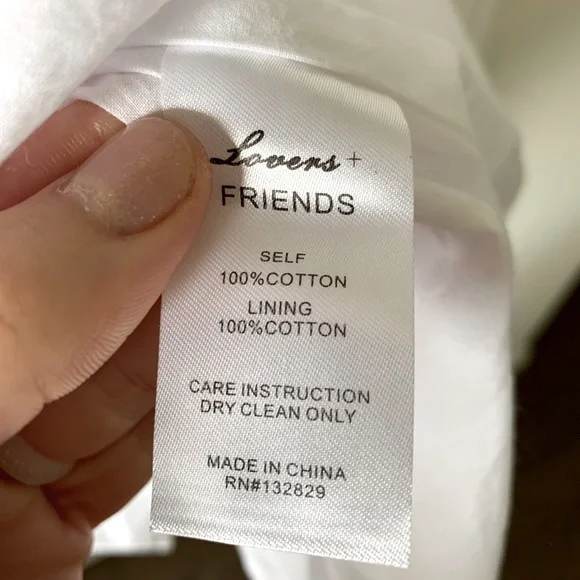 Lovers +
FRIENDS
SELF
100%COTTON
LINING
100%COTTON
CARE INSTRUCTION
DRY CLEAN ONLY
MADE IN CHINA
RN#132829